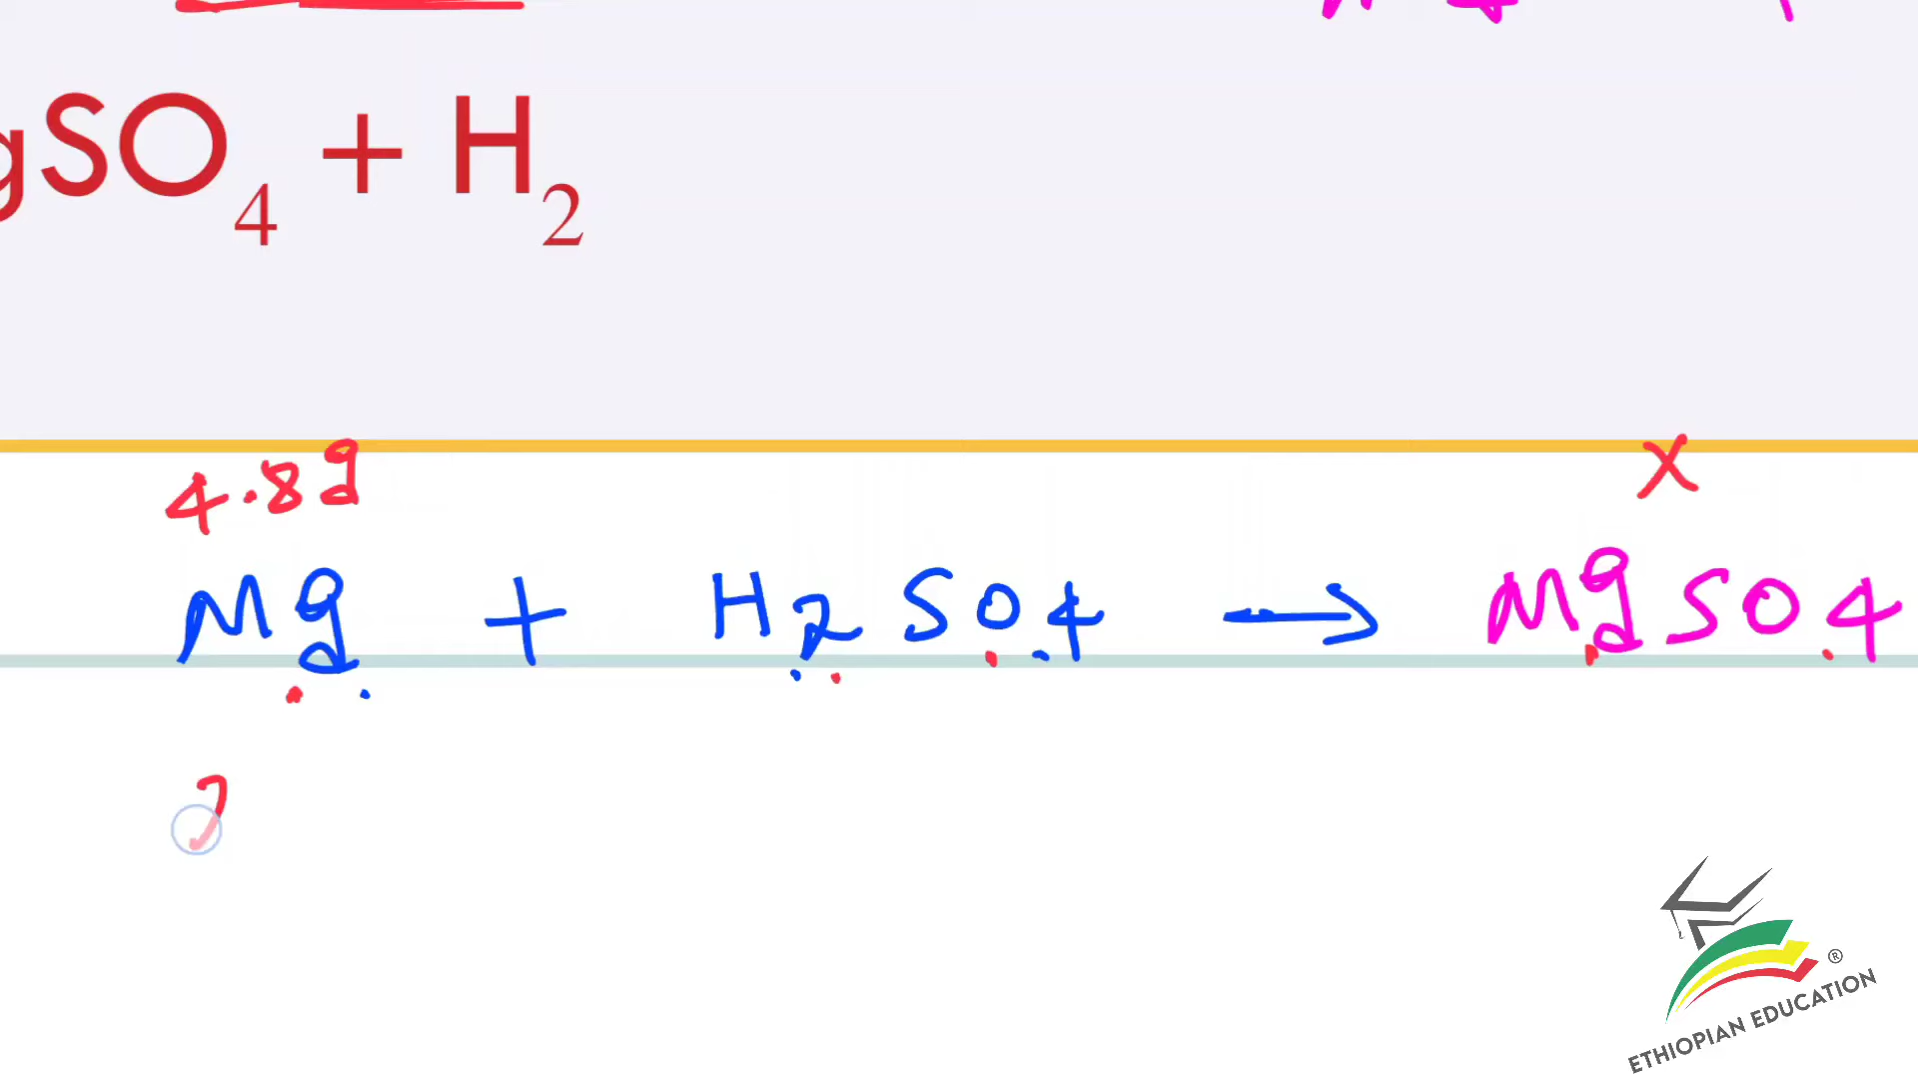 gSO₄ + H₂
4.8g X
Mg + H₂SO₄ → MgSO₄
ETHIOPIAN EDUCATION ®